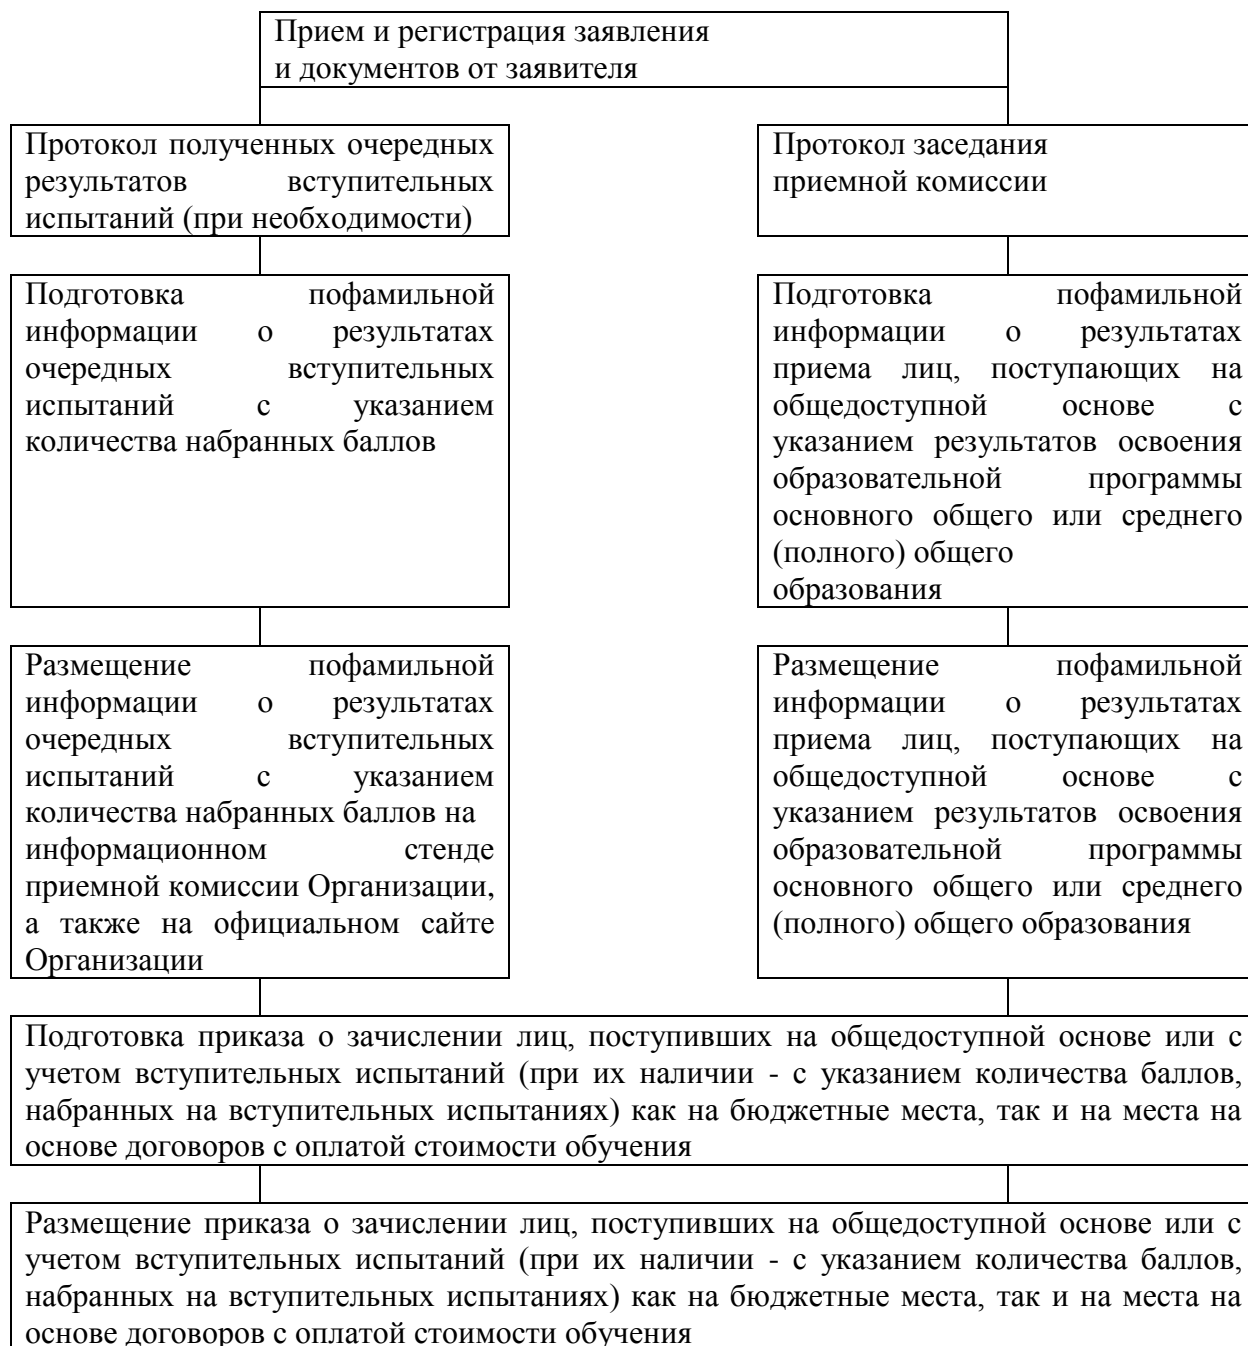 Прием и регистрация заявления
и документов от заявителя
Протокол полученных очередных
результатов вступительных
испытаний (при необходимости)
Протокол заседания
приемной комиссии
Подготовка пофамильной
информации о результатах
очередных вступительных
испытаний с указанием
количества набранных баллов
Подготовка пофамильной
информации о результатах
приема лиц, поступающих на
общедоступной основе с
указанием результатов освоения
образовательной программы
основного общего или среднего
(полного) общего
образования
Размещение пофамильной
информации о результатах
очередных вступительных
испытаний с указанием
количества набранных баллов на
информационном стенде
приемной комиссии Организации,
а также на официальном сайте
Организации
Размещение пофамильной
информации о результатах
приема лиц, поступающих на
общедоступной основе с
указанием результатов освоения
образовательной программы
основного общего или среднего
(полного) общего образования
Подготовка приказа о зачислении лиц, поступивших на общедоступной основе или с
учетом вступительных испытаний (при их наличии - с указанием количества баллов,
набранных на вступительных испытаниях) как на бюджетные места, так и на места на
основе договоров с оплатой стоимости обучения
Размещение приказа о зачислении лиц, поступивших на общедоступной основе или с
учетом вступительных испытаний (при их наличии - с указанием количества баллов,
набранных на вступительных испытаниях) как на бюджетные места, так и на места на
основе договоров с оплатой стоимости обучения